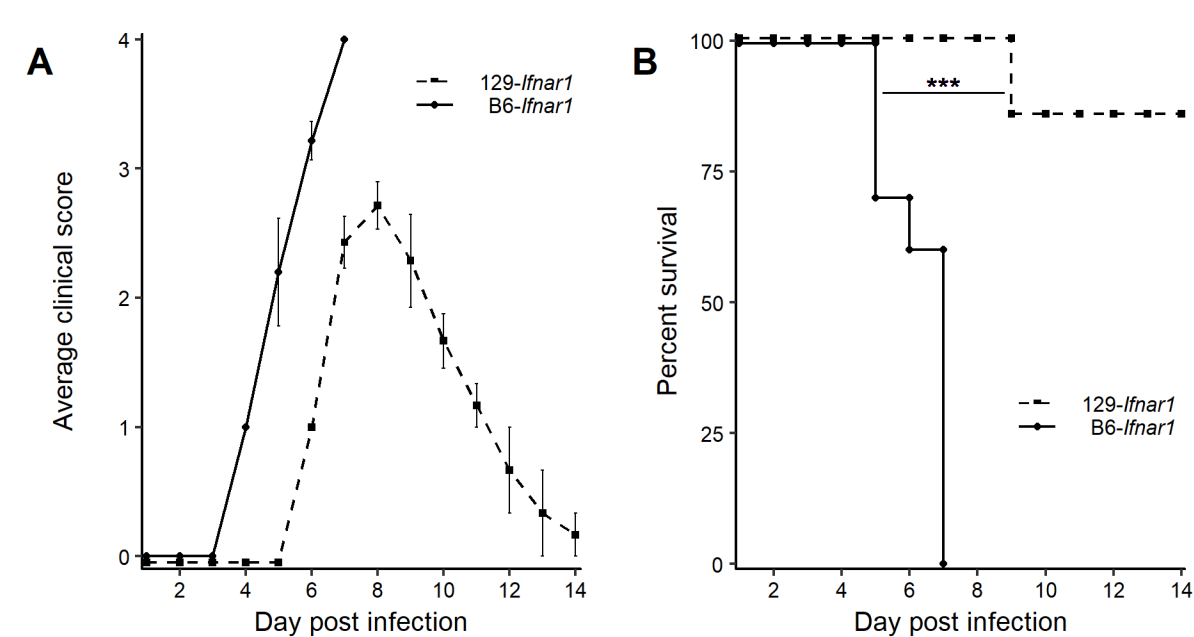 A
Average clinical score
4
3
2
1
0
129-Ifnar1
B6-Ifnar1
2 4 6 8 10 12 14
Day post infection
B
Percent survival
100
75
50
25
0
***
129-Ifnar1
B6-Ifnar1
2 4 6 8 10 12 14
Day post infection